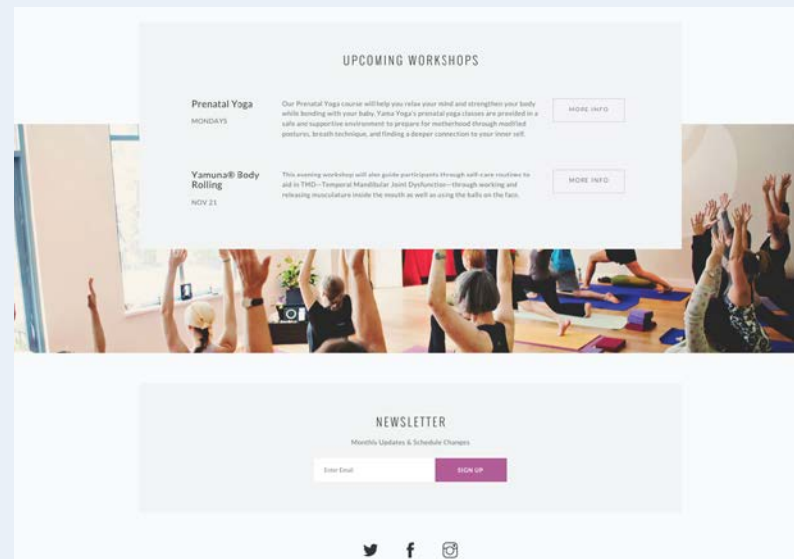 UPCOMING WORKSHOPS
Prenatal Yoga
MONDAYS
Our Prenatal Yoga course will help you relax your mind and strengthen your body
while bonding with your baby. Yama Yoga's prenatal yoga classes are provided in a
safe and supportive environment to prepare for motherhood through modified
postures, breath technique, and finding a deeper connection to your inner self.
MORE INFO
Yamuna® Body
Rolling
NOV 21
This evening workshop will also guide participants through self-care routines to
aid in TMD—Temporal Mandibular Joint Dysfunction—through working and
releasing musculature inside the mouth as well as using the balls on the face.
MORE INFO
NEWSLETTER
Monthly Updates & Schedule Changes
Enter Email
SIGN UP